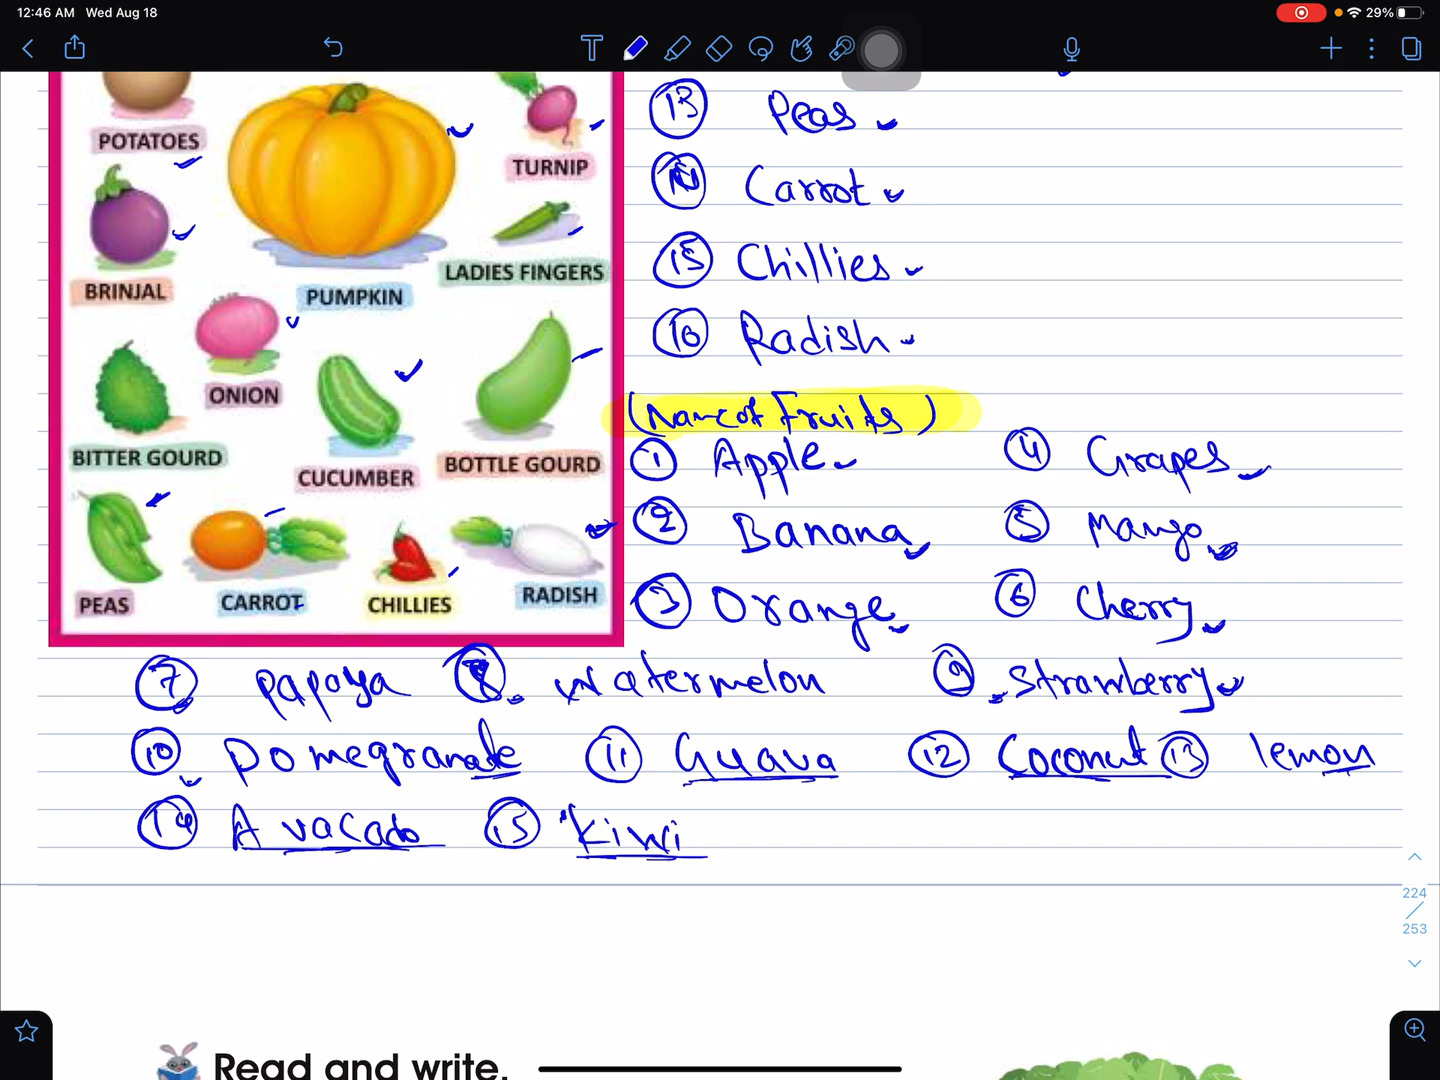 12:46 AM Wed Aug 18
29%
POTATOES
TURNIP
BRINJAL
PUMPKIN
LADIES FINGERS
ONION
BITTER GOURD
CUCUMBER
BOTTLE GOURD
PEAS
CARROT
CHILLIES
RADISH
13 Peas
14 Carrot
15 Chillies
16 Radish
(Name of Fruits)
1 Apple 4 Grapes
2 Banana 5 Mango
3 Orange 6 Cherry
7 Papaya 8 Watermelon 9 Strawberry
10 Pomegranate 11 Guava 12 Coconut 13 lemon
14 Avacado 15 Kiwi
224
253
Read and write.